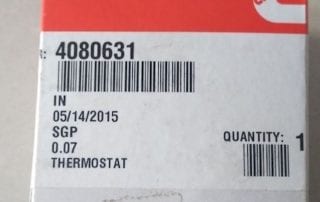 : 4080631
IN
05/14/2015
SGP
0.07
THERMOSTAT
QUANTITY: 1